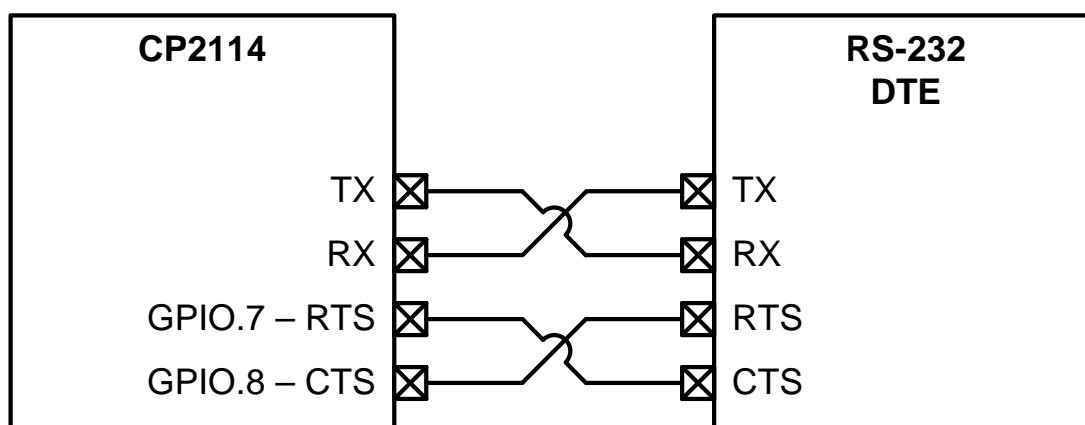 CP2114
RS-232
DTE
TX
TX
RX
RX
GPIO.7 – RTS
RTS
GPIO.8 – CTS
CTS